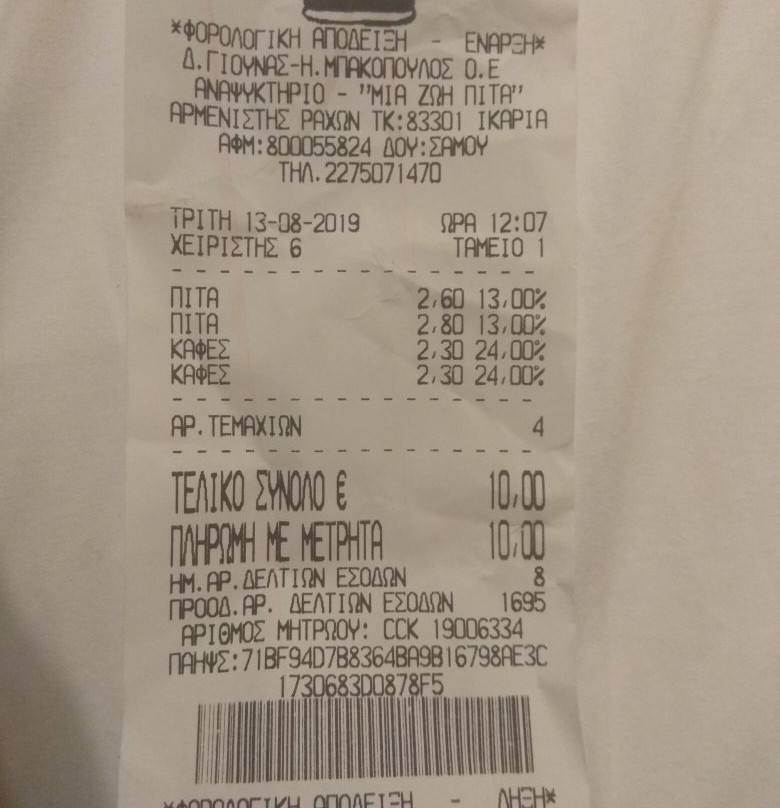 *ΦΟΡΟΛΟΓΙΚΗ ΑΠΟΔΕΙΞΗ - ΕΝΑΡΞΗ*
Δ.ΓΙΟΥΝΑΣ-Η.ΜΠΑΚΟΠΟΥΛΟΣ Ο.Ε
ΑΝΑΨΥΚΤΗΡΙΟ - "ΜΙΑ ΖΩΗ ΠΙΤΑ"
ΑΡΜΕΝΙΣΤΗΣ ΡΑΧΩΝ ΤΚ:83301 ΙΚΑΡΙΑ
ΑΦΜ:800055824 ΔΟΥ:ΣΑΜΟΥ
ΤΗΛ.2275071470
ΤΡΙΤΗ 13-08-2019 ΩΡΑ 12:07
ΧΕΙΡΙΣΤΗΣ 6 ΤΑΜΕΙΟ 1
ΠΙΤΑ 2,60 13,00%
ΠΙΤΑ 2,80 13,00%
ΚΑΦΕΣ 2,30 24,00%
ΚΑΦΕΣ 2,30 24,00%
ΑΡ.ΤΕΜΑΧΙΩΝ 4
ΤΕΛΙΚΟ ΣΥΝΟΛΟ € 10,00
ΠΛΗΡΩΜΗ ΜΕ ΜΕΤΡΗΤΑ 10,00
ΗΜ.ΑΡ.ΔΕΛΤΙΩΝ ΕΣΟΔΩΝ 8
ΠΡΟΟΔ.ΑΡ. ΔΕΛΤΙΩΝ ΕΣΟΔΩΝ 1695
ΑΡΙΘΜΟΣ ΜΗΤΡΩΟΥ: CCK 19006334
ΠΑΗΨΣ:71BF94D7B8364BA9B16798AE3C
1730683D0878F5
*ΦΟΡΟΛΟΓΙΚΗ ΑΠΟΔΕΙΞΗ - ΛΗΞΗ*